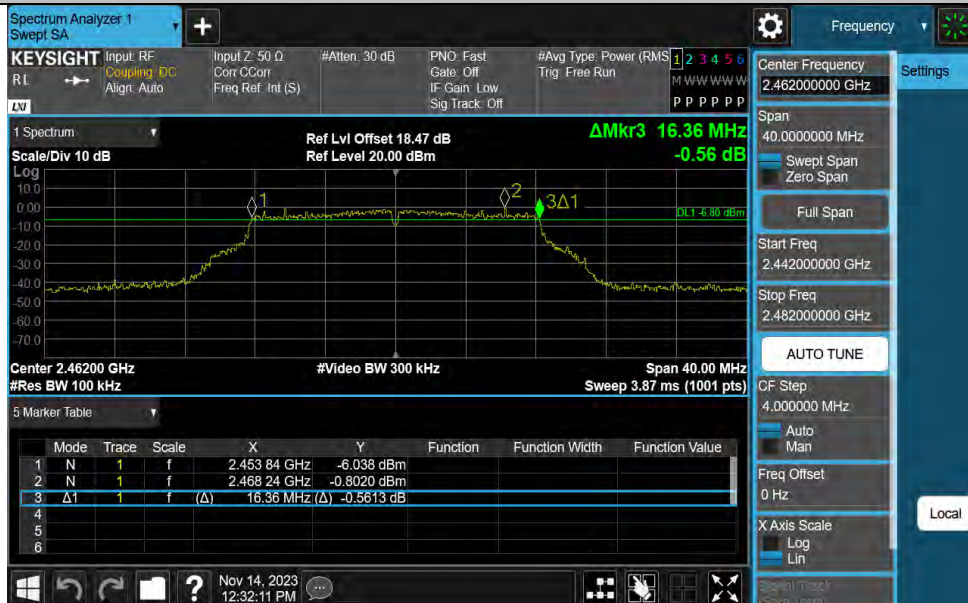 Spectrum Analyzer 1
Swept SA
+
Frequency
KEYSIGHT
Input: RF
Input Z: 50 Ω
#Atten: 30 dB
PNO: Fast
#Avg Type: Power (RMS
1 2 3 4 5 6
RL
Coupling: DC
Corr CCorr
Gate: Off
Trig: Free Run
M W W W W W
Align: Auto
Freq Ref: Int (S)
IF Gain: Low
P P P P P P
LXI
Sig Track: Off
Center Frequency
2.462000000 GHz
Settings
Span
40.0000000 MHz
Swept Span
Zero Span
Full Span
Start Freq
2.442000000 GHz
Stop Freq
2.482000000 GHz
AUTO TUNE
CF Step
4.000000 MHz
Auto
Man
Freq Offset
0 Hz
X Axis Scale
Log
Lin
Signal Track
Local
1 Spectrum
Ref Lvl Offset 18.47 dB
ΔMkr3 16.36 MHz
Scale/Div 10 dB
Ref Level 20.00 dBm
-0.56 dB
Log
10.0
0.00
-10.0
-20.0
-30.0
-40.0
-50.0
-60.0
-70.0
1
2
3Δ1
DL1 -6.80 dBm
Center 2.46200 GHz
#Video BW 300 kHz
Span 40.00 MHz
#Res BW 100 kHz
Sweep 3.87 ms (1001 pts)
5 Marker Table
Mode Trace Scale X Y Function Function Width Function Value
1 N 1 f 2.453 84 GHz -6.038 dBm
2 N 1 f 2.468 24 GHz -0.8020 dBm
3 Δ1 1 f (Δ) 16.36 MHz (Δ) -0.5613 dB
4
5
6
?
Nov 14, 2023
12:32:11 PM